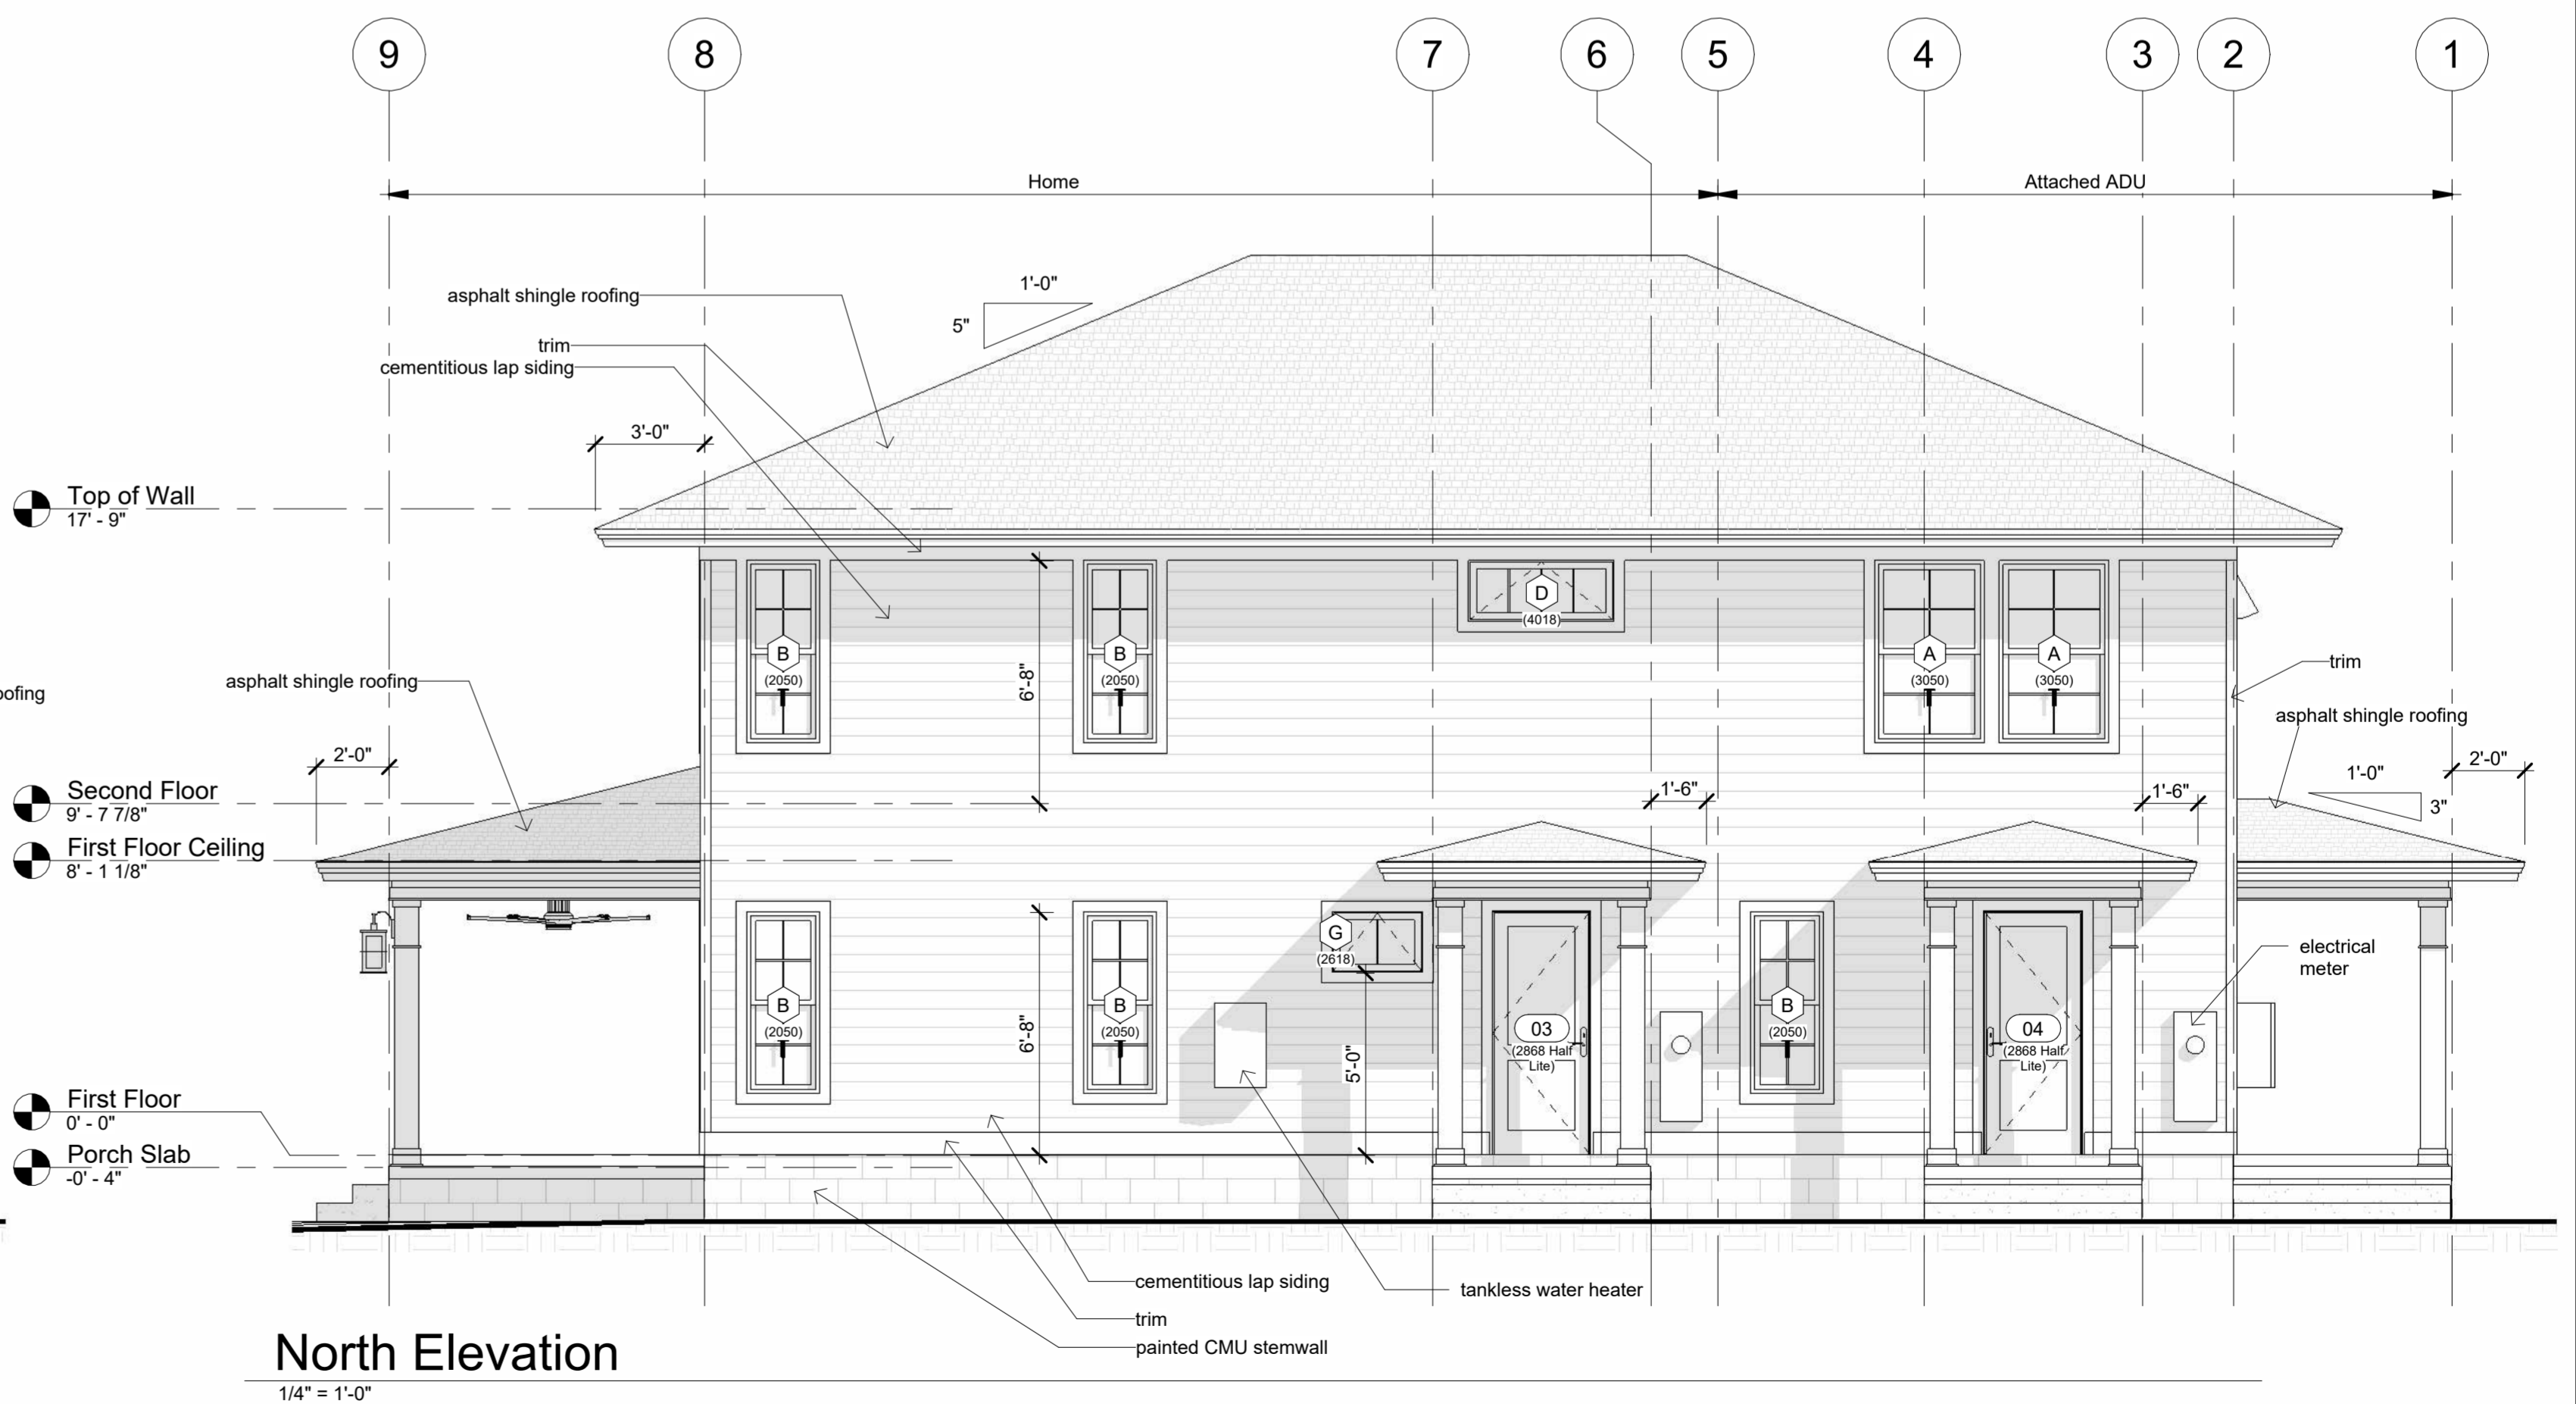 9
8
7
6
5
4
3
2
1
Home
Attached ADU
1'-0"
5"
asphalt shingle roofing
trim
cementitious lap siding
3'-0"
Top of Wall
17' - 9"
D
(4018)
B
(2050)
B
(2050)
A
(3050)
A
(3050)
6'-8"
trim
oofing
asphalt shingle roofing
asphalt shingle roofing
2'-0"
Second Floor
9' - 7 7/8"
1'-6"
1'-6"
1'-0"
3"
2'-0"
First Floor Ceiling
8' - 1 1/8"
G
(2618)
electrical
meter
B
(2050)
B
(2050)
6'-8"
5'-0"
03
(2868 Half
Lite)
B
(2050)
04
(2868 Half
Lite)
First Floor
0' - 0"
Porch Slab
-0' - 4"
cementitious lap siding
tankless water heater
trim
painted CMU stemwall
North Elevation
1/4" = 1'-0"